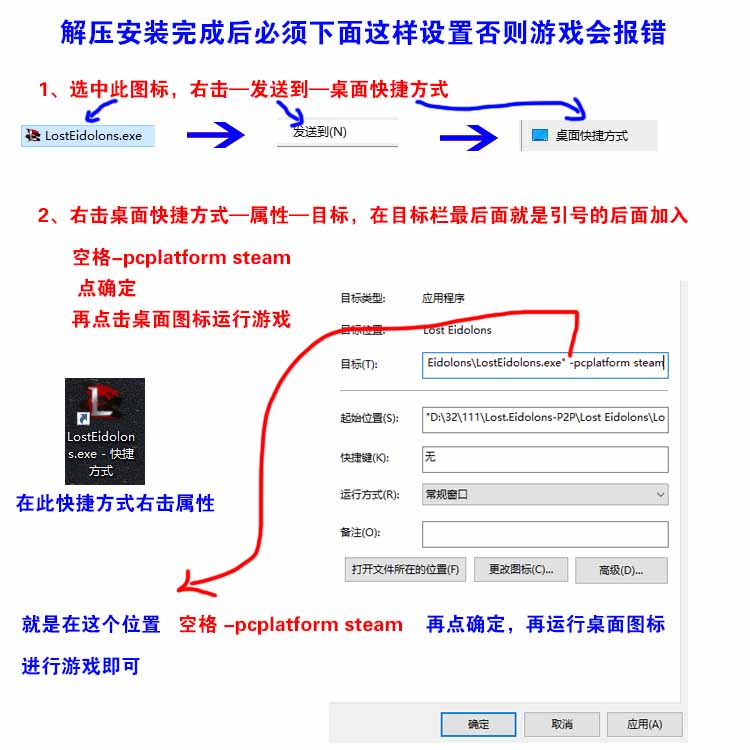 解压安装完成后必须下面这样设置否则游戏会报错
1、选中此图标，右击—发送到—桌面快捷方式
LostEidolons.exe
发送到(N)
桌面快捷方式
2、右击桌面快捷方式—属性—目标，在目标栏最后面就是引号的后面加入
空格-pcplatform steam
点确定
再点击桌面图标运行游戏
目标类型:
应用程序
目标位置:
Lost Eidolons
目标(T):
Eidolons\LostEidolons.exe" -pcplatform steam
起始位置(S):
"D:\32\111\Lost.Eidolons-P2P\Lost Eidolons\Lo
快捷键(K):
无
运行方式(R):
常规窗口
备注(O):
打开文件所在的位置(F)
更改图标(C)...
高级(D)...
LostEidolon
s.exe - 快捷
方式
在此快捷方式右击属性
就是在这个位置 空格 -pcplatform steam 再点确定，再运行桌面图标
进行游戏即可
确定
取消
应用(A)